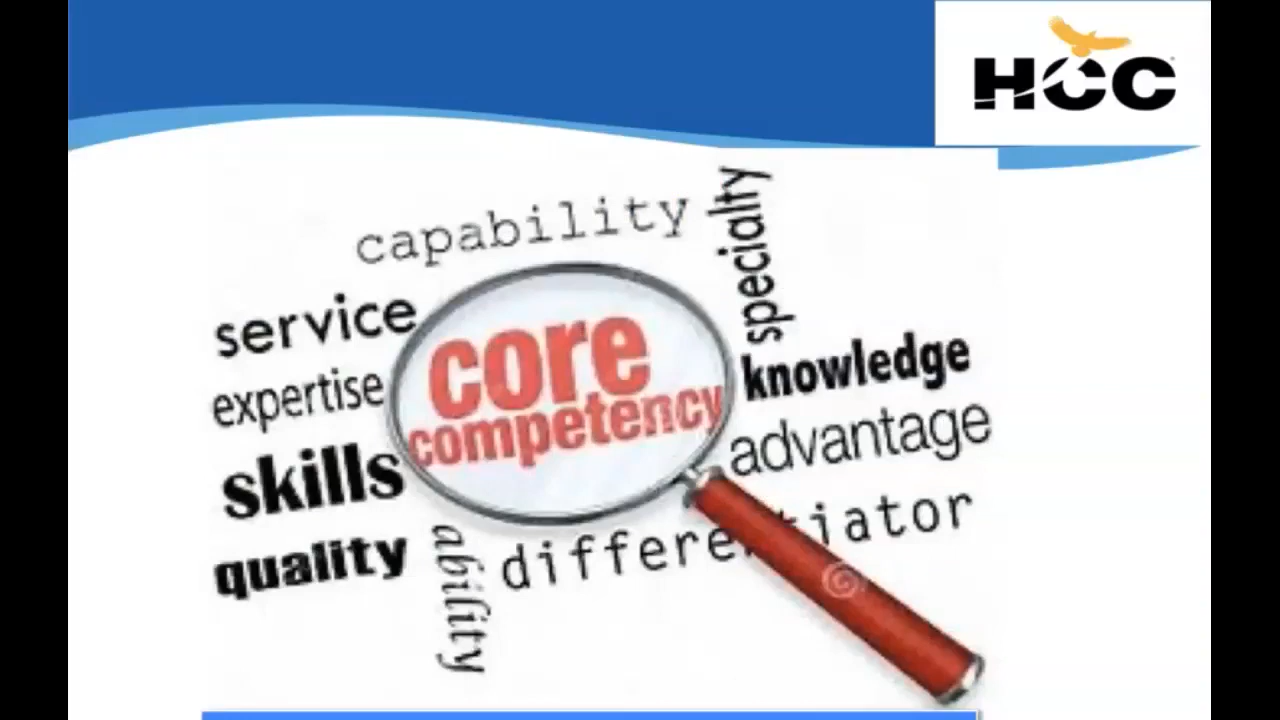 HCC
capability
specialty
service
core
competency
expertise
knowledge
skills
advantage
quality
ability
differentiator